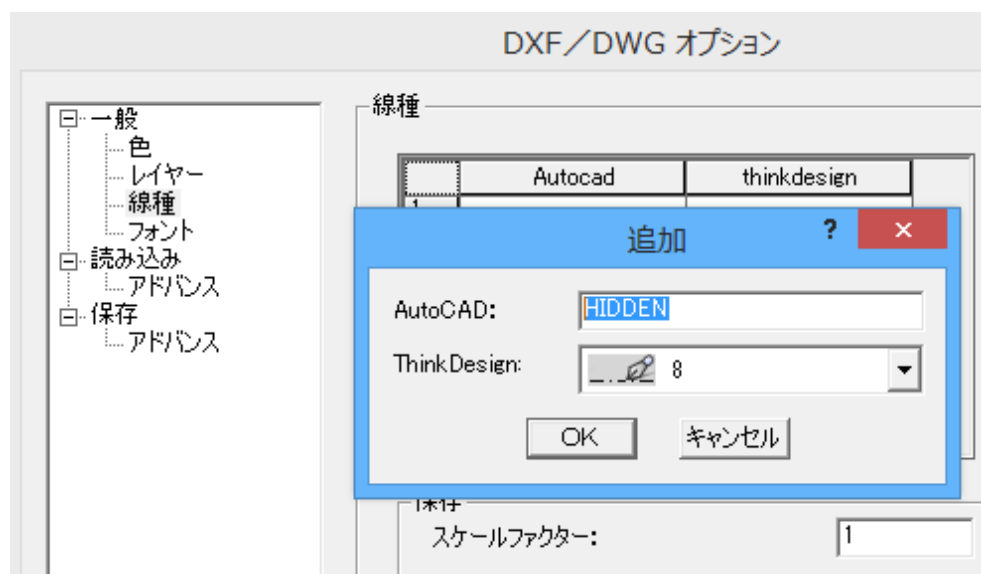 DXF／DWG オプション
一般
色
レイヤー
線種
フォント
読み込み
アドバンス
保存
アドバンス
線種
Autocad thinkdesign
1
追加 ? ×
AutoCAD: HIDDEN
ThinkDesign: 8
OK キャンセル
保存
スケールファクター: 1